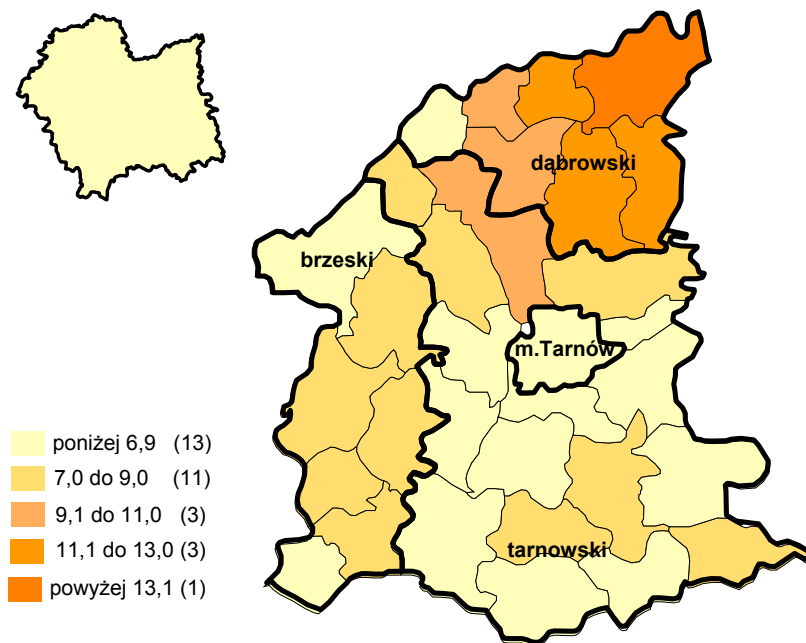 dąbrowski
brzeski
m.Tarnów
tarnowski
poniżej 6,9 (13)
7,0 do 9,0 (11)
9,1 do 11,0 (3)
11,1 do 13,0 (3)
powyżej 13,1 (1)